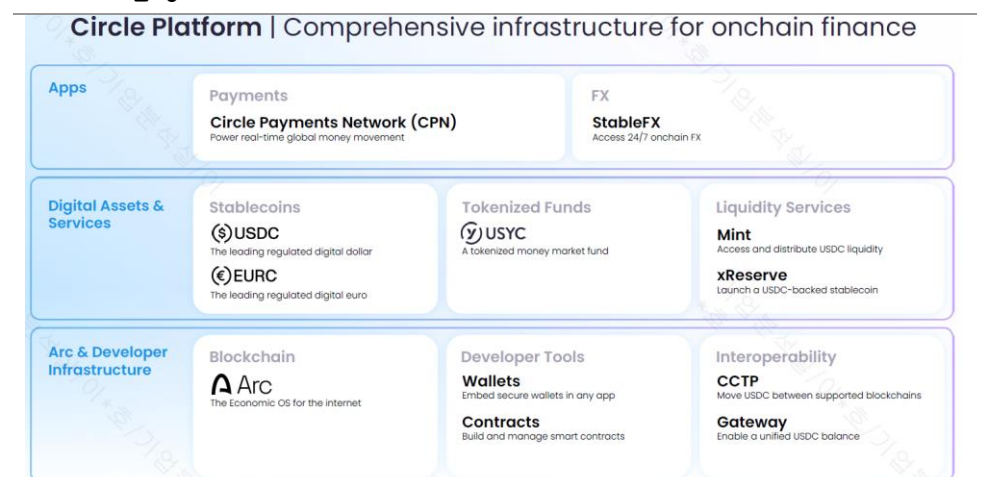 Circle Platform | Comprehensive infrastructure for onchain finance
Apps
Payments
Circle Payments Network (CPN)
Power real-time global money movement
FX
StableFX
Access 24/7 onchain FX
Digital Assets &
Services
Stablecoins
USDC
The leading regulated digital dollar
EURC
The leading regulated digital euro
Tokenized Funds
USYC
A tokenized money market fund
Liquidity Services
Mint
Access and distribute USDC liquidity
xReserve
Launch a USDC-backed stablecoin
Arc & Developer
Infrastructure
Blockchain
Arc
The Economic OS for the internet
Developer Tools
Wallets
Embed secure wallets in any app
Contracts
Build and manage smart contracts
Interoperability
CCTP
Move USDC between supported blockchains
Gateway
Enable a unified USDC balance